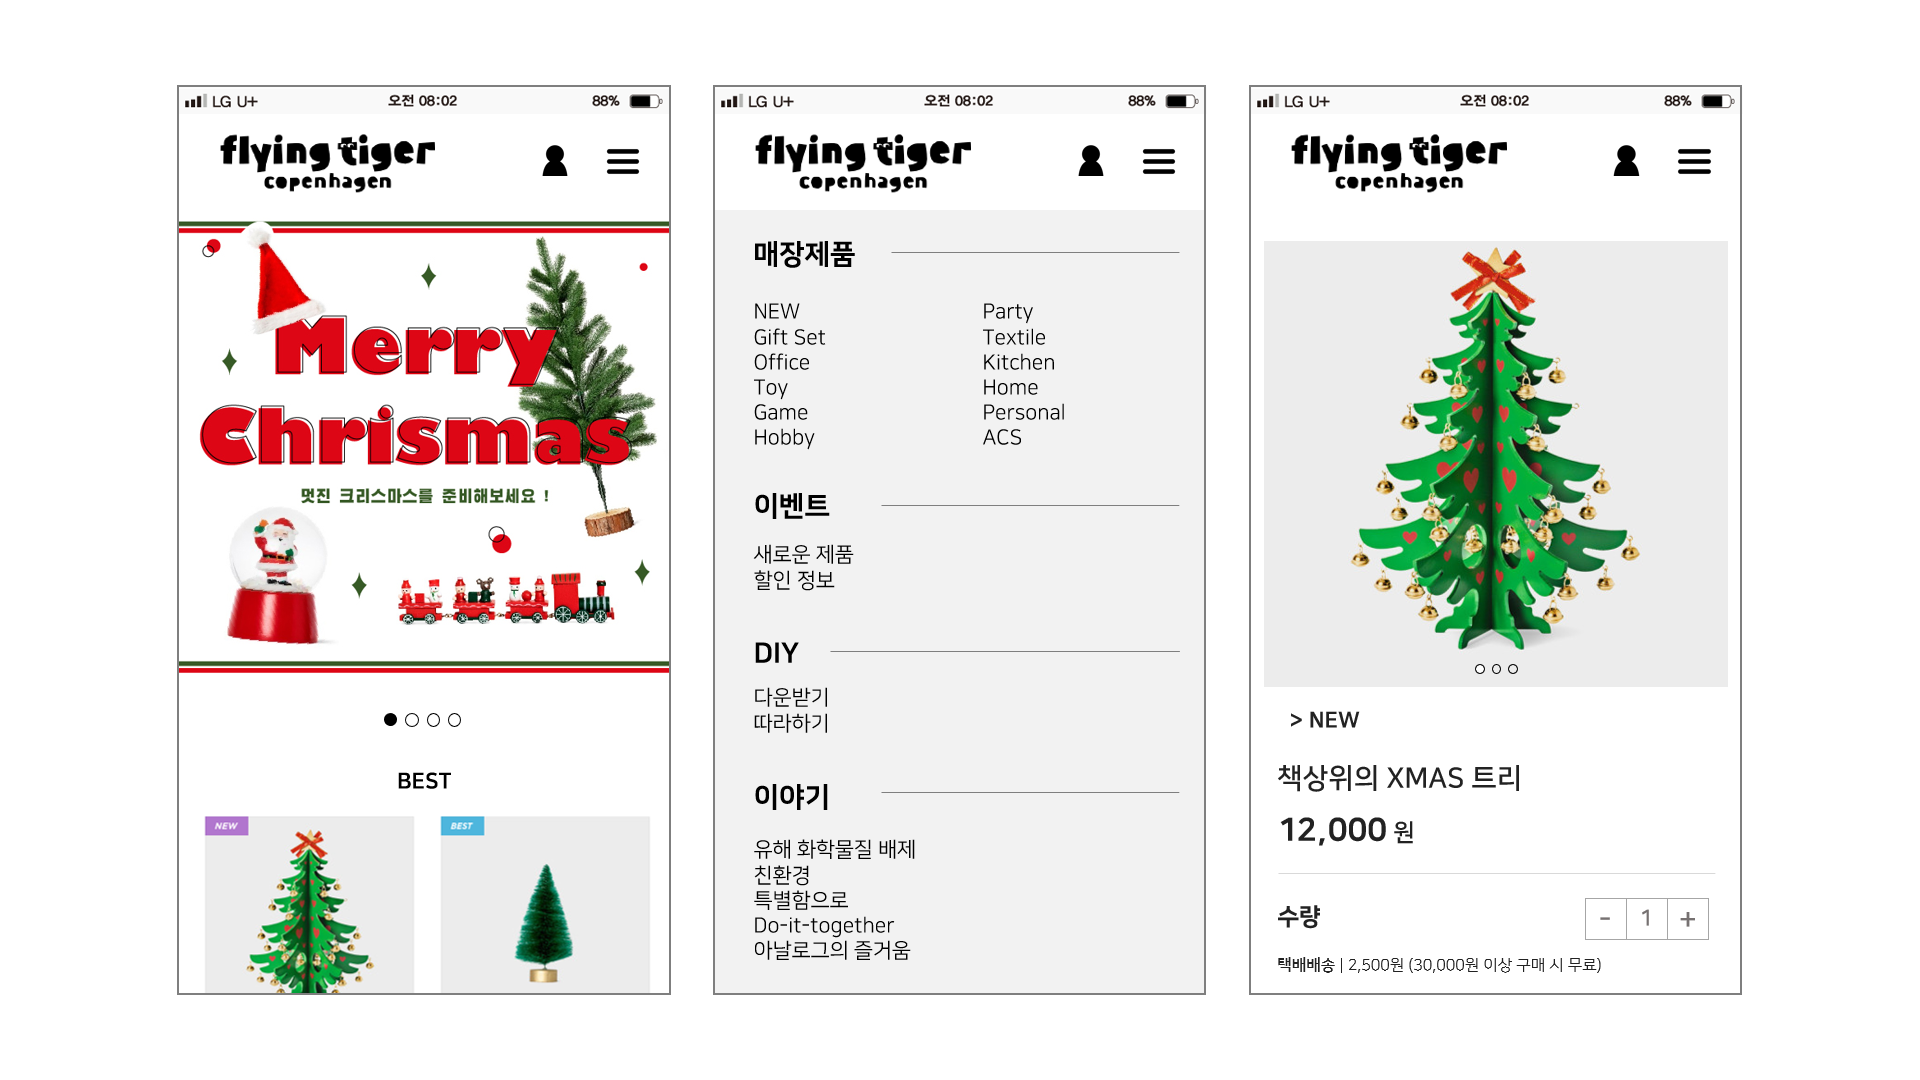 LG U+ 오전 08:02 88%
flying tiger
copenhagen
Merry
Chrismas
멋진 크리스마스를 준비해보세요 !
BEST
NEW
BEST
LG U+ 오전 08:02 88%
flying tiger
copenhagen
매장제품
NEW
Gift Set
Office
Toy
Game
Hobby
Party
Textile
Kitchen
Home
Personal
ACS
이벤트
새로운 제품
할인 정보
DIY
다운받기
따라하기
이야기
유해 화학물질 배제
친환경
특별함으로
Do-it-together
아날로그의 즐거움
LG U+ 오전 08:02 88%
flying tiger
copenhagen
> NEW
책상위의 XMAS 트리
12,000 원
수량 - 1 +
택배배송 | 2,500원 (30,000원 이상 구매 시 무료)